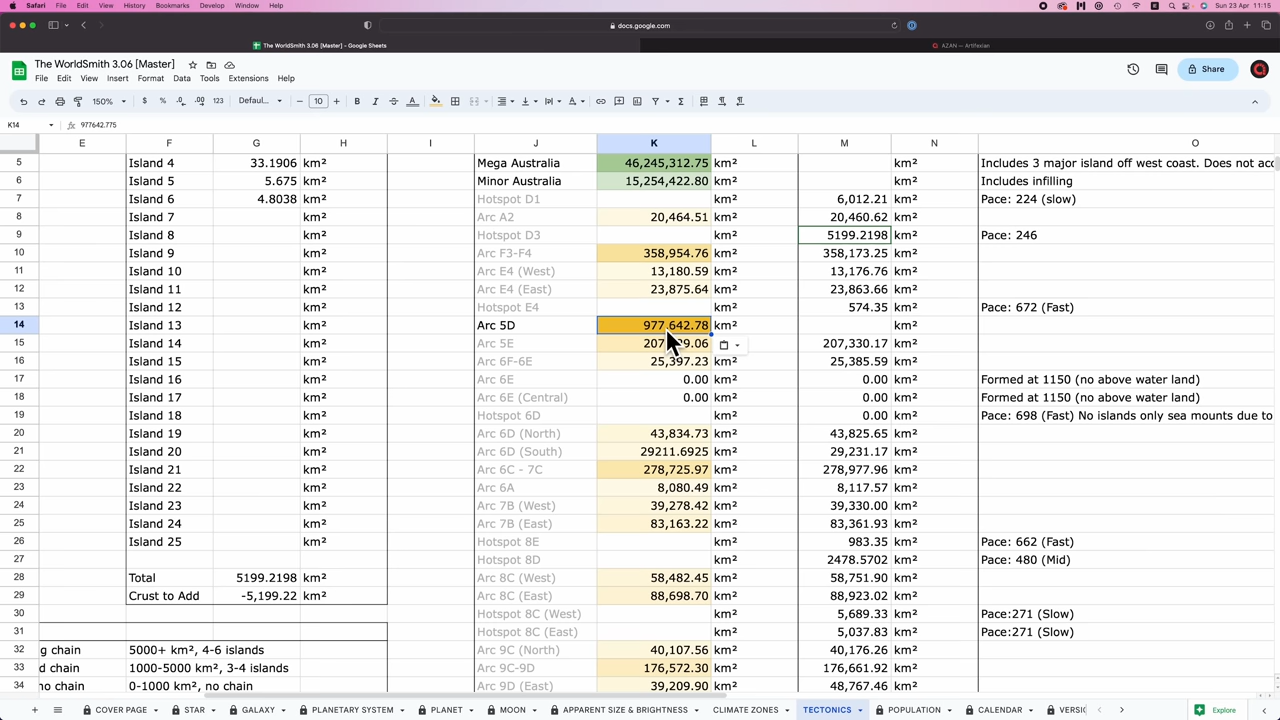 Safari File Edit View History Bookmarks Develop Window Help Sun 23 Apr 11:15
docs.google.com
The WorldSmith 3.06 [Master] - Google Sheets AZAN — Artifexian
The WorldSmith 3.06 [Master]
File Edit View Insert Format Data Tools Extensions Help Share
150% $ % .0 .00 123 Defaul... − 10 + B I S A
K14 fx 977642.775
E F G H I J K L M N O
5 Island 4 33.1906 km² Mega Australia 46,245,312.75 km² km² Includes 3 major island off west coast. Does not acc
6 Island 5 5.675 km² Minor Australia 15,254,422.80 km² km² Includes infilling
7 Island 6 4.8038 km² Hotspot D1 km² 6,012.21 km² Pace: 224 (slow)
8 Island 7 km² Arc A2 20,464.51 km² 20,460.62 km²
9 Island 8 km² Hotspot D3 km² 5199.2198 km² Pace: 246
10 Island 9 km² Arc F3-F4 358,954.76 km² 358,173.25 km²
11 Island 10 km² Arc E4 (West) 13,180.59 km² 13,176.76 km²
12 Island 11 km² Arc E4 (East) 23,875.64 km² 23,863.66 km²
13 Island 12 km² Hotspot E4 km² 574.35 km² Pace: 672 (Fast)
14 Island 13 km² Arc 5D 977,642.78 km² km²
15 Island 14 km² Arc 5E 9.06 km² 207,330.17 km²
16 Island 15 km² Arc 6F-6E 25,397.23 km² 25,385.59 km²
17 Island 16 km² Arc 6E 0.00 km² 0.00 km² Formed at 1150 (no above water land)
18 Island 17 km² Arc 6E (Central) 0.00 km² 0.00 km² Formed at 1150 (no above water land)
19 Island 18 km² Hotspot 6D km² 0.00 km² Pace: 698 (Fast) No islands only sea mounts due to
20 Island 19 km² Arc 6D (North) 43,834.73 km² 43,825.65 km²
21 Island 20 km² Arc 6D (South) 29211.6925 km² 29,231.17 km²
22 Island 21 km² Arc 6C - 7C 278,725.97 km² 278,977.96 km²
23 Island 22 km² Arc 6A 8,080.49 km² 8,117.57 km²
24 Island 23 km² Arc 7B (West) 39,278.42 km² 39,330.00 km²
25 Island 24 km² Arc 7B (East) 83,163.22 km² 83,361.93 km²
26 Island 25 km² Hotspot 8E km² 983.35 km² Pace: 662 (Fast)
27 Hotspot 8D km² 2478.5702 km² Pace: 480 (Mid)
28 Total 5199.2198 km² Arc 8C (West) 58,482.45 km² 58,751.90 km²
29 Crust to Add -5,199.22 km² Arc 8C (East) 88,698.70 km² 88,923.02 km²
30 Hotspot 8C (West) km² 5,689.33 km² Pace:271 (Slow)
31 Hotspot 8C (East) km² 5,037.83 km² Pace:271 (Slow)
32 g chain 5000+ km², 4-6 islands Arc 9C (North) 40,107.56 km² 40,176.26 km²
33 d chain 1000-5000 km², 3-4 islands Arc 9C-9D 176,572.30 km² 176,661.92 km²
34 no chain 0-1000 km², no chain Arc 9D (East) 39,209.90 km² 48,767.46 km²
COVER PAGE STAR GALAXY PLANETARY SYSTEM PLANET MOON APPARENT SIZE & BRIGHTNESS CLIMATE ZONES TECTONICS POPULATION CALENDAR VERSI Explore